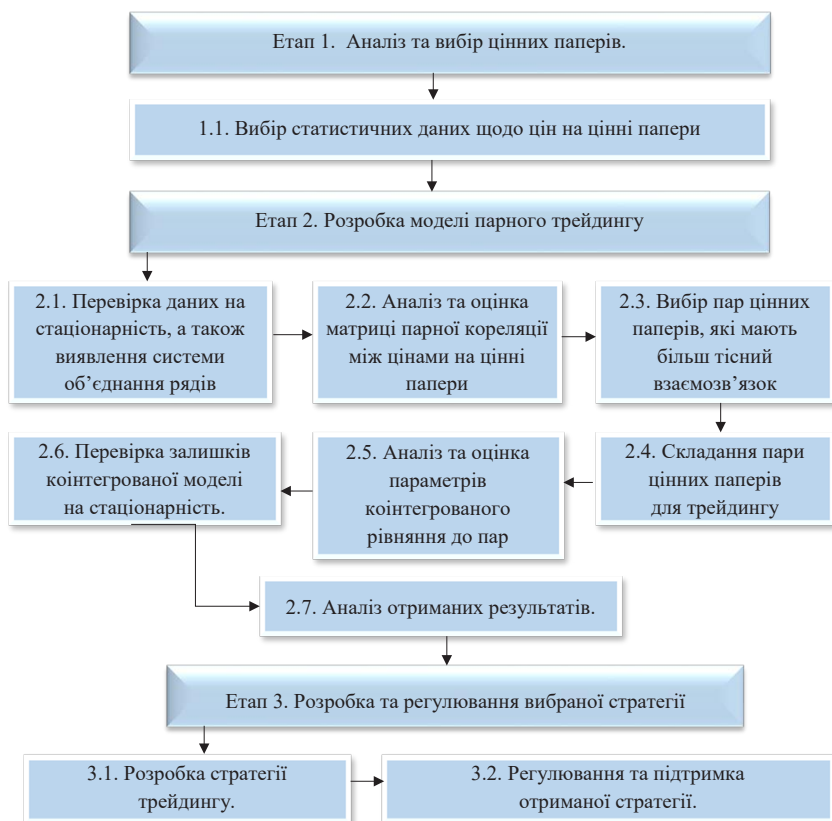 Етап 1. Аналіз та вибір цінних паперів.
1.1. Вибір статистичних даних щодо цін на цінні папери
Етап 2. Розробка моделі парного трейдингу
2.1. Перевірка даних на
стаціонарність, а також
виявлення системи
об’єднання рядів
2.2. Аналіз та оцінка
матриці парної кореляції
між цінами на цінні
папери
2.3. Вибір пар цінних
паперів, які мають
більш тісний
взаємозв’язок
2.4. Складання пари
цінних паперів
для трейдингу
2.5. Аналіз та оцінка
параметрів
коінтегрованого
рівняння до пар
2.6. Перевірка залишків
коінтегрованої моделі
на стаціонарність.
2.7. Аналіз отриманих результатів.
Етап 3. Розробка та регулювання вибраної стратегії
3.1. Розробка стратегії
трейдингу.
3.2. Регулювання та підтримка
отриманої стратегії.